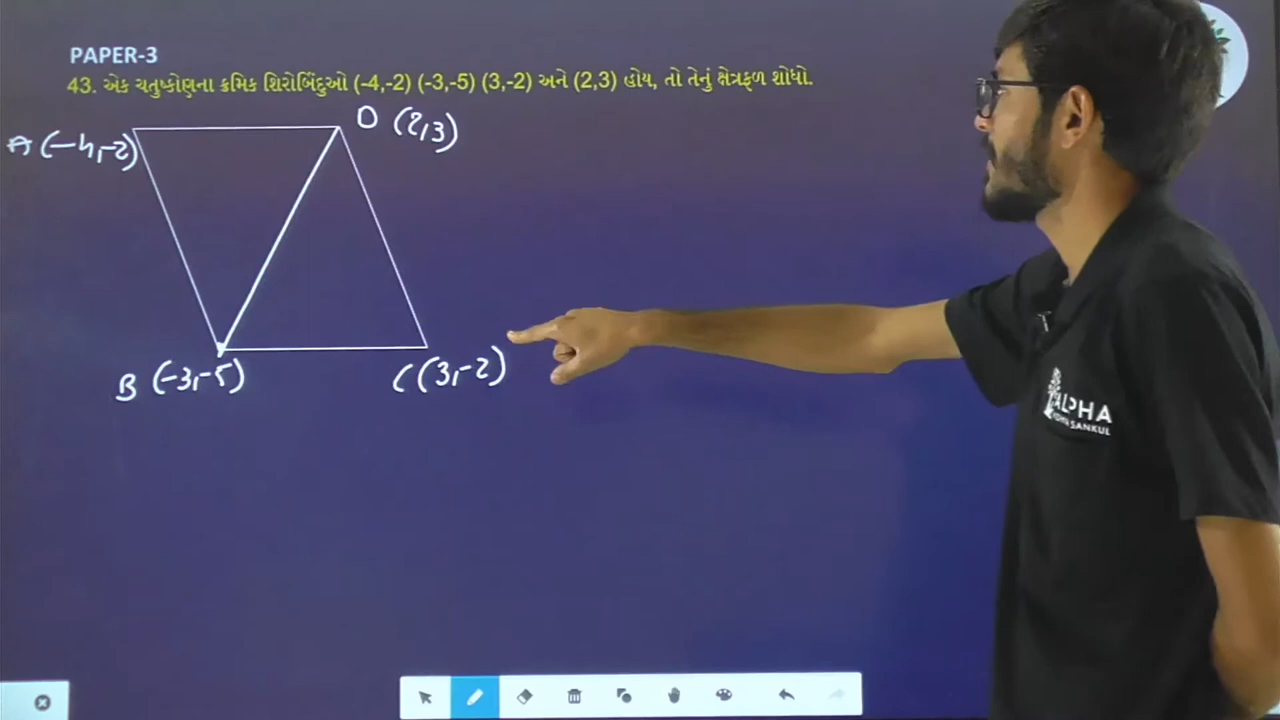 PAPER-3
43. એક ચતુષ્કોણના ક્રમિક શિરોબિંદુઓ (-4,-2) (-3,-5) (3,-2) અને (2,3) હોય, તો તેનું ક્ષેત્રફળ શોધો.
A (-4,-2)
D (2,3)
B (-3,-5)
C (3,-2)
ALPHA
SANKUL